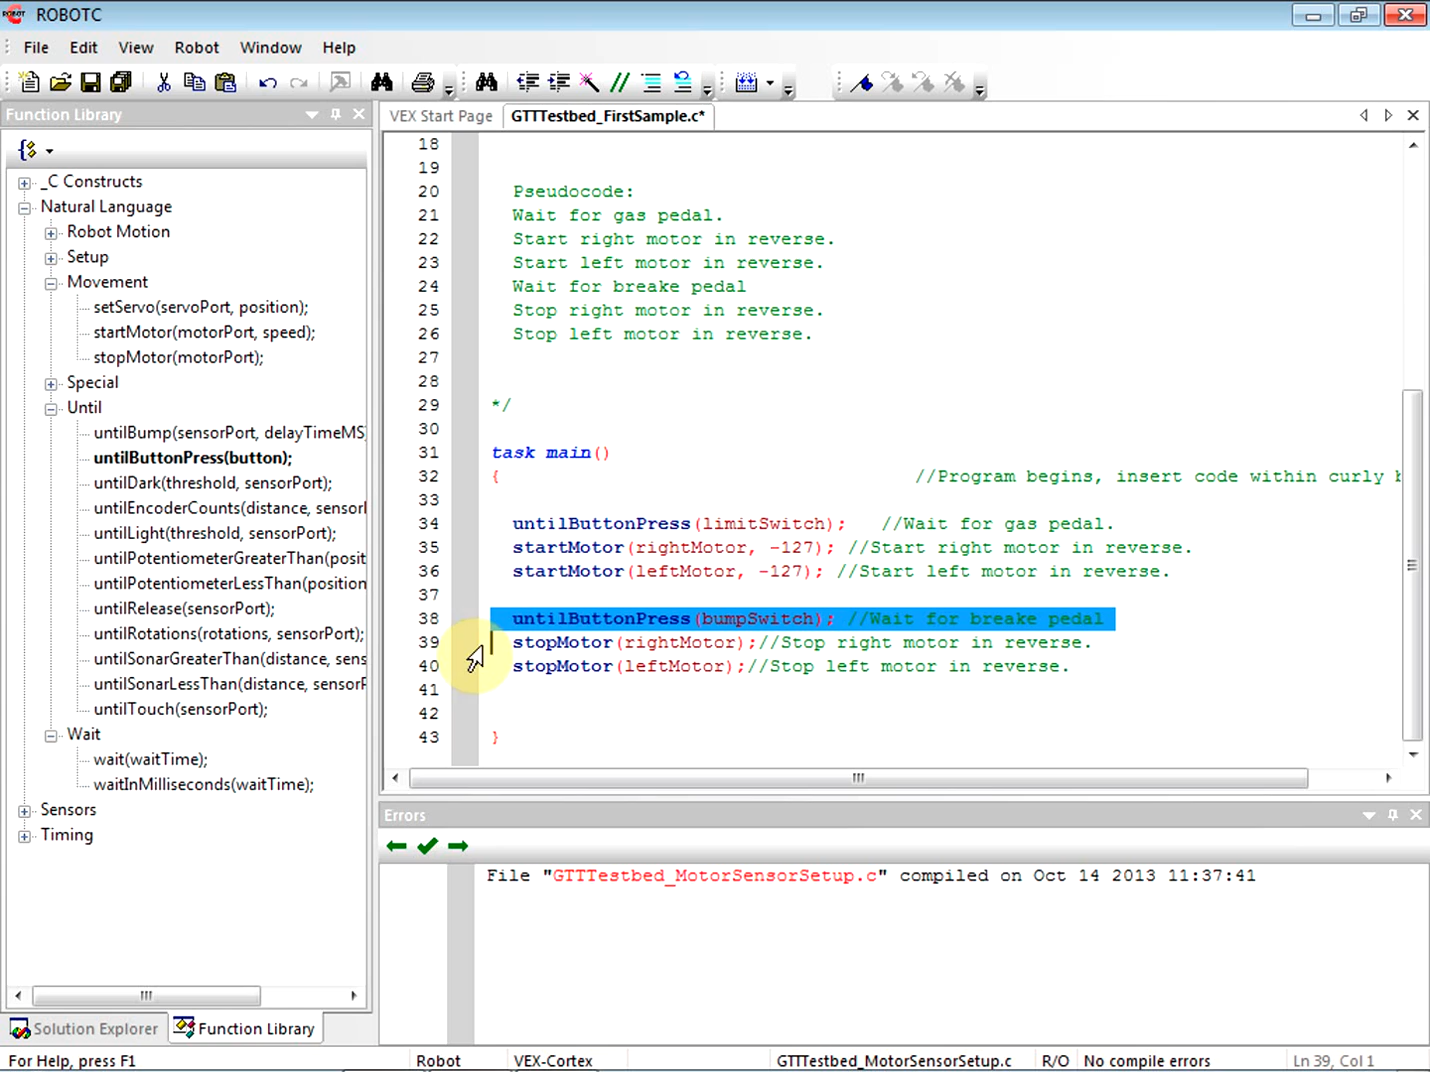 ROBOTC
File Edit View Robot Window Help
Function Library
VEX Start Page GTTTestbed_FirstSample.c*
_C Constructs
Natural Language
Robot Motion
Setup
Movement
setServo(servoPort, position);
startMotor(motorPort, speed);
stopMotor(motorPort);
Special
Until
untilBump(sensorPort, delayTimeMS)
untilButtonPress(button);
untilDark(threshold, sensorPort);
untilEncoderCounts(distance, sensorI
untilLight(threshold, sensorPort);
untilPotentiometerGreaterThan(posit
untilPotentiometerLessThan(position
untilRelease(sensorPort);
untilRotations(rotations, sensorPort);
untilSonarGreaterThan(distance, sens
untilSonarLessThan(distance, sensorP
untilTouch(sensorPort);
Wait
wait(waitTime);
waitInMilliseconds(waitTime);
Sensors
Timing
Solution Explorer Function Library
18
19
20 Pseudocode:
21 Wait for gas pedal.
22 Start right motor in reverse.
23 Start left motor in reverse.
24 Wait for breake pedal
25 Stop right motor in reverse.
26 Stop left motor in reverse.
27
28
29 */
30
31 task main()
32 { //Program begins, insert code within curly b
33
34 untilButtonPress(limitSwitch); //Wait for gas pedal.
35 startMotor(rightMotor, -127); //Start right motor in reverse.
36 startMotor(leftMotor, -127); //Start left motor in reverse.
37
38 untilButtonPress(bumpSwitch); //Wait for breake pedal
39 stopMotor(rightMotor);//Stop right motor in reverse.
40 stopMotor(leftMotor);//Stop left motor in reverse.
41
42
43 }
Errors
File "GTTTestbed_MotorSensorSetup.c" compiled on Oct 14 2013 11:37:41
For Help, press F1 Robot VEX-Cortex GTTTestbed_MotorSensorSetup.c R/O No compile errors Ln 39, Col 1